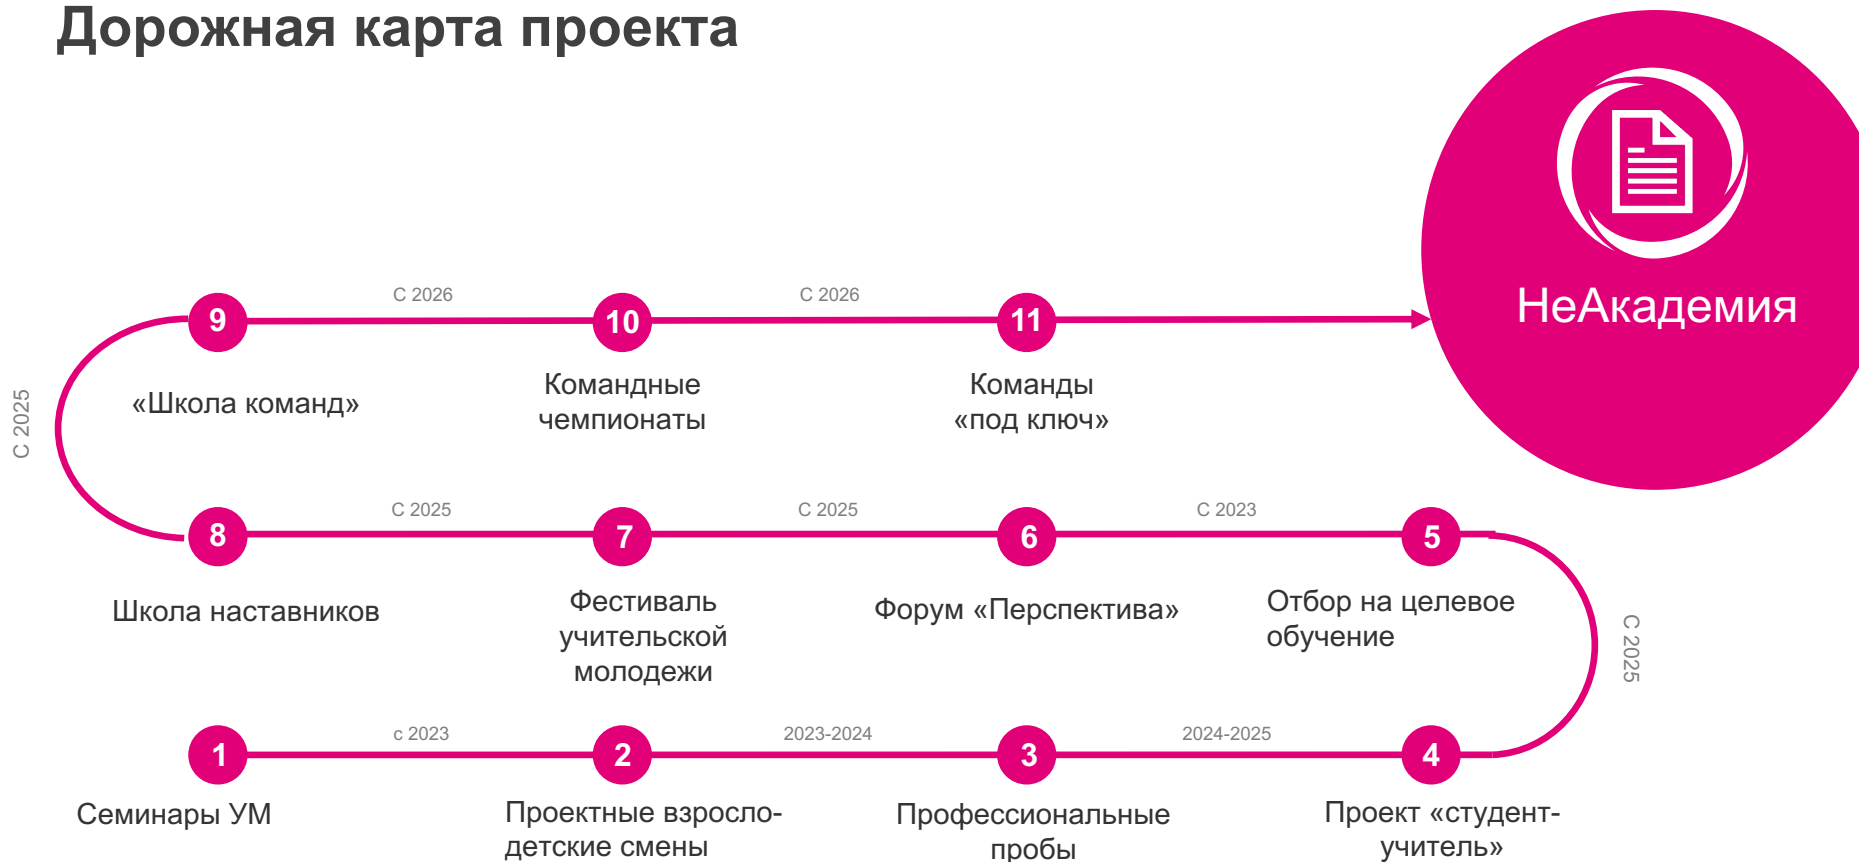 Дорожная карта проекта
НеАкадемия
С 2026
С 2026
9
10
11
«Школа команд»
Командные
чемпионаты
Команды
«под ключ»
С 2025
С 2025
С 2025
С 2023
8
7
6
5
Школа наставников
Фестиваль
учительской
молодежи
Форум «Перспектива»
Отбор на целевое
обучение
С 2025
с 2023
2023-2024
2024-2025
1
2
3
4
Семинары УМ
Проектные взросло-
детские смены
Профессиональные
пробы
Проект «студент-
учитель»